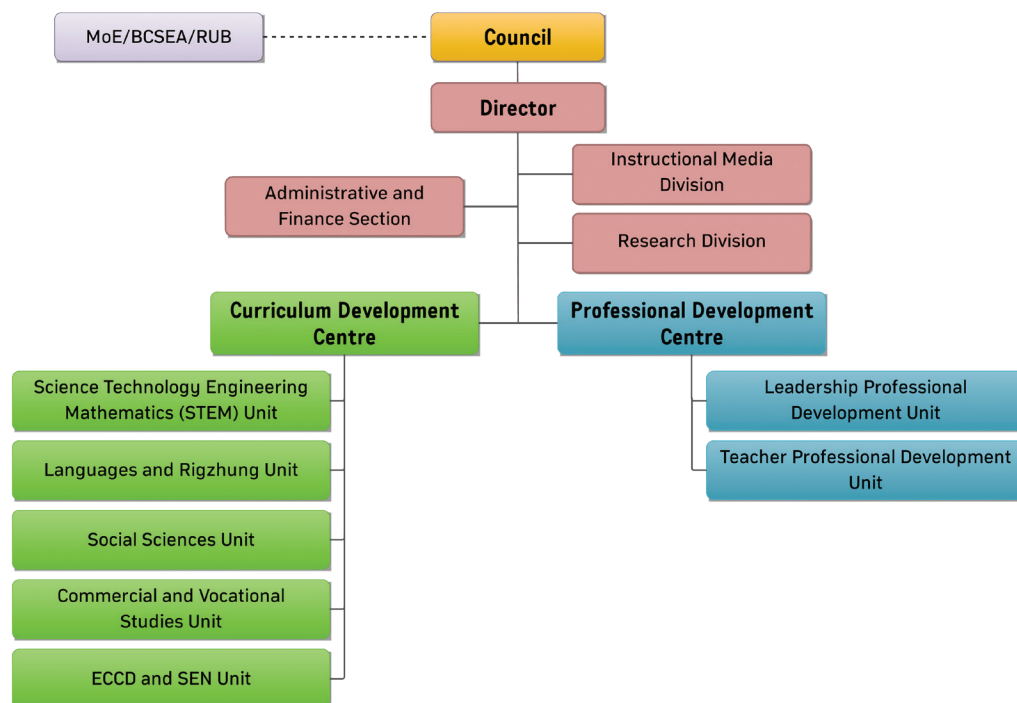 MoE/BCSEA/RUB
Council
Director
Instructional Media
Division
Administrative and
Finance Section
Research Division
Curriculum Development
Centre
Professional Development
Centre
Science Technology Engineering
Mathematics (STEM) Unit
Languages and Rigzhung Unit
Social Sciences Unit
Commercial and Vocational
Studies Unit
ECCD and SEN Unit
Leadership Professional
Development Unit
Teacher Professional Development
Unit